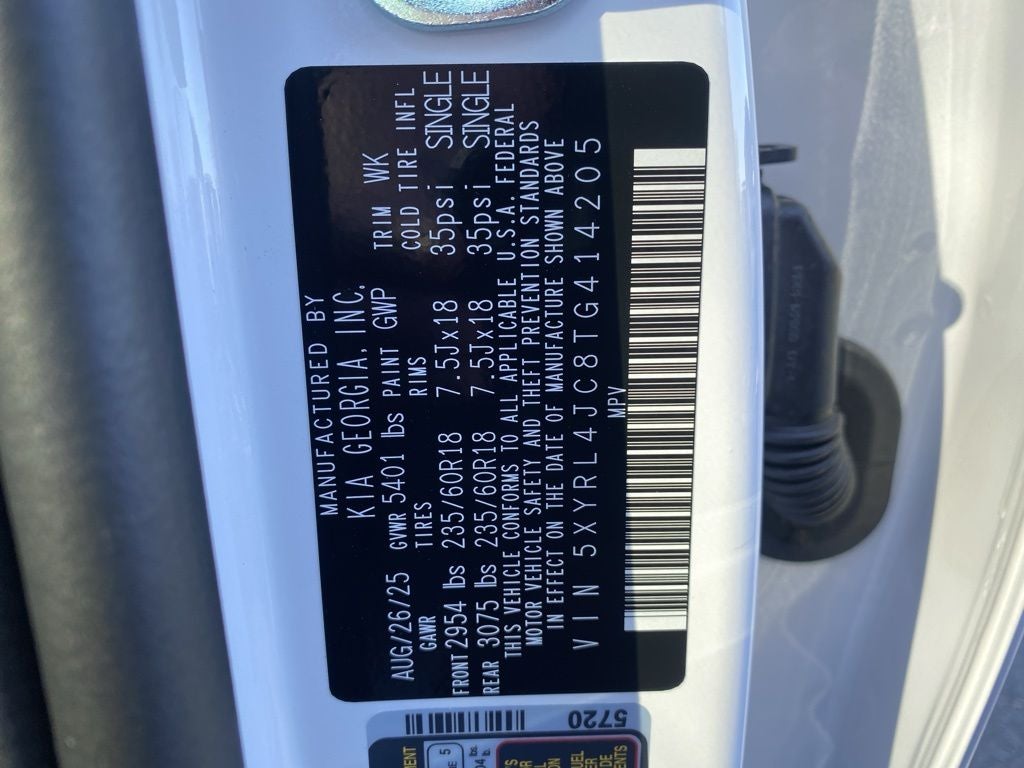 MANUFACTURED BY
KIA GEORGIA, INC.
AUG/26/25 GVWR 5401 lbs PAINT GWP TRIM WK
GAWR TIRES RIMS COLD TIRE INFL
FRONT 2954 lbs 235/60R18 7.5Jx18 35psi SINGLE
REAR 3075 lbs 235/60R18 7.5Jx18 35psi SINGLE
THIS VEHICLE CONFORMS TO ALL APPLICABLE U.S.A. FEDERAL
MOTOR VEHICLE SAFETY AND THEFT PREVENTION STANDARDS
IN EFFECT ON THE DATE OF MANUFACTURE SHOWN ABOVE
VIN 5XYRL4JC8TG414205
MPV
5720
5